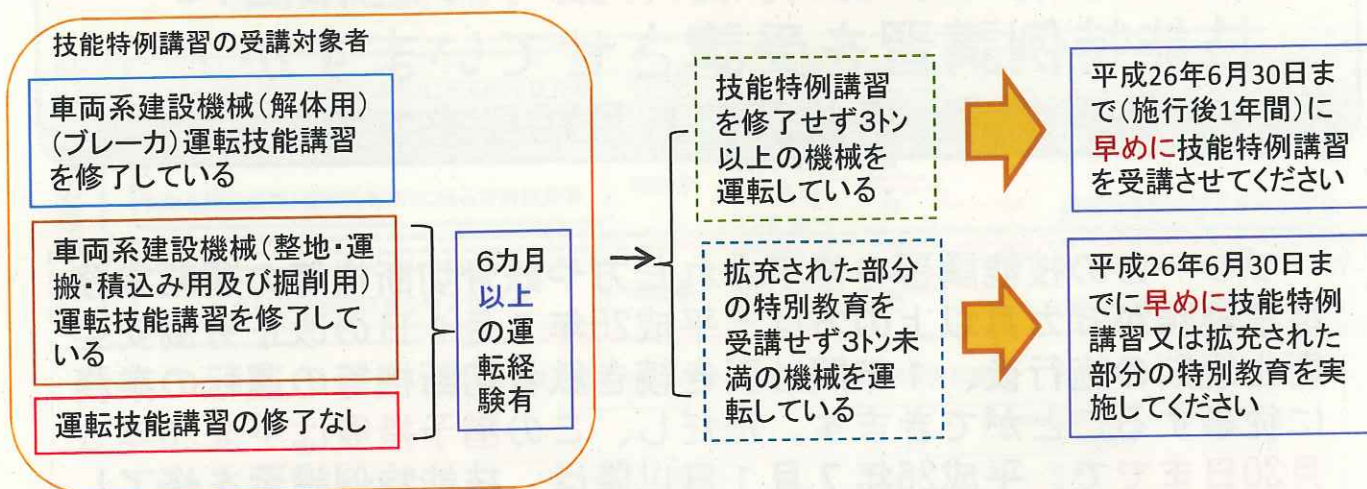 技能特例講習の受講対象者
車両系建設機械(解体用)
(ブレーカ)運転技能講習
を修了している
車両系建設機械(整地・運
搬・積込み用及び掘削用)
運転技能講習を修了して
いる
運転技能講習の修了なし
6カ月
以上
の運
転経
験有
技能特例講習
を修了せず3トン
以上の機械を
運転している
拡充された部分
の特別教育を
受講せず3トン未
満の機械を運
転している
平成26年6月30日ま
で(施行後1年間)に
早めに技能特例講習
を受講させてください
平成26年6月30日ま
でに早めに技能特例
講習又は拡充された
部分の特別教育を実
施してください